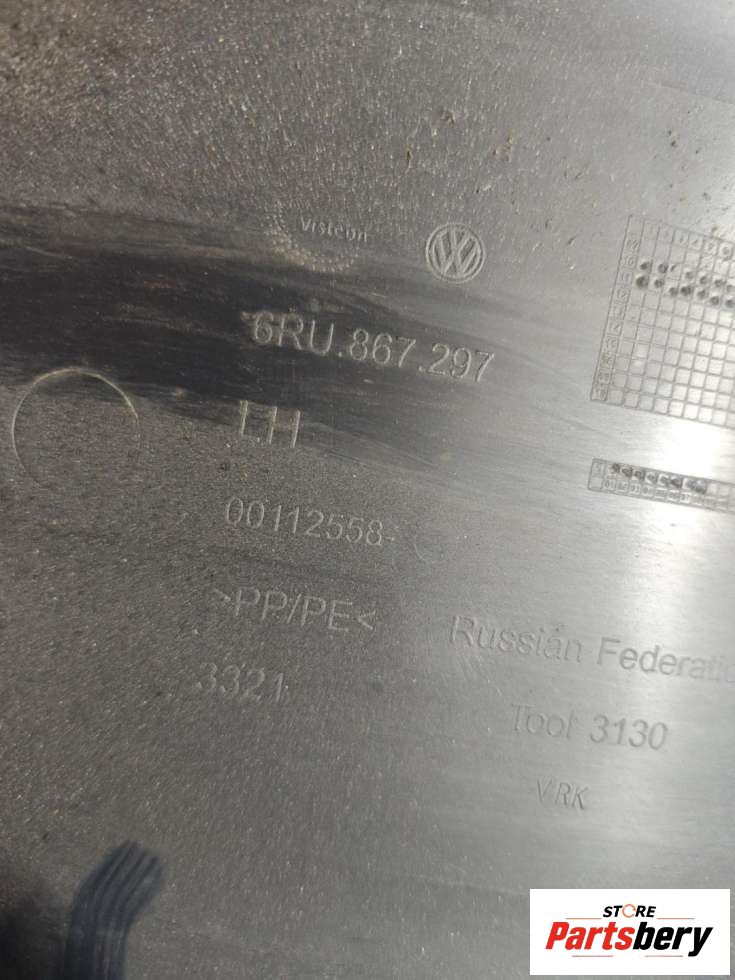 Visteon
6RU.867.297
LH
00112558-
>PP/PE<
3321
Russian Federatio
Tool 3130
VRK
STORE
Partsbery